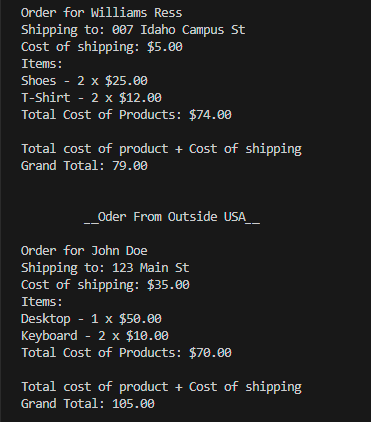 Order for Williams Ress
Shipping to: 007 Idaho Campus St
Cost of shipping: $5.00
Items:
Shoes - 2 x $25.00
T-Shirt - 2 x $12.00
Total Cost of Products: $74.00
Total cost of product + Cost of shipping
Grand Total: 79.00
__Oder From Outside USA__
Order for John Doe
Shipping to: 123 Main St
Cost of shipping: $35.00
Items:
Desktop - 1 x $50.00
Keyboard - 2 x $10.00
Total Cost of Products: $70.00
Total cost of product + Cost of shipping
Grand Total: 105.00